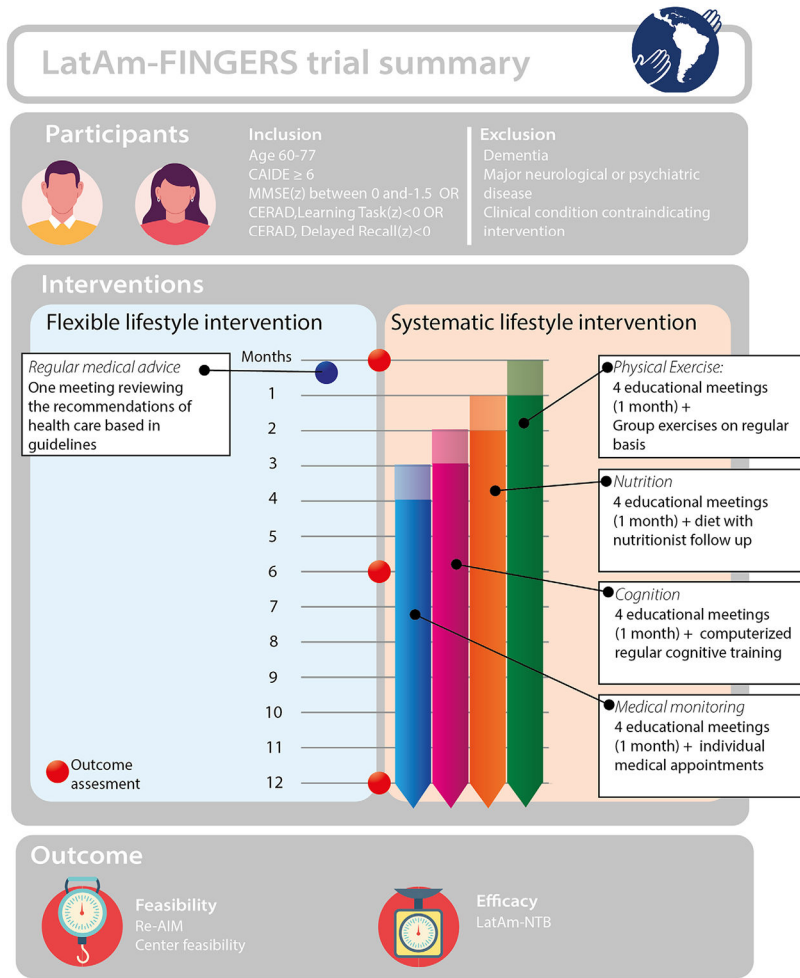 LatAm-FINGERS trial summary
Participants
Inclusion
Age 60-77
CAIDE ≥ 6
MMSE(z) between 0 and-1.5 OR
CERAD,Learning Task(z)<0 OR
CERAD, Delayed Recall(z)<0
Exclusion
Dementia
Major neurological or psychiatric
disease
Clinical condition contraindicating
intervention
Interventions
Flexible lifestyle intervention
Regular medical advice
One meeting reviewing
the recommendations of
health care based in
guidelines
Months
1
2
3
4
5
6
7
8
9
10
11
12
Outcome
assesment
Systematic lifestyle intervention
Physical Exercise:
4 educational meetings
(1 month) +
Group exercises on regular
basis
Nutrition
4 educational meetings
(1 month) + diet with
nutritionist follow up
Cognition
4 educational meetings
(1 month) + computerized
regular cognitive training
Medical monitoring
4 educational meetings
(1 month) + individual
medical appointments
Outcome
Feasibility
Re-AIM
Center feasibility
Efficacy
LatAm-NTB